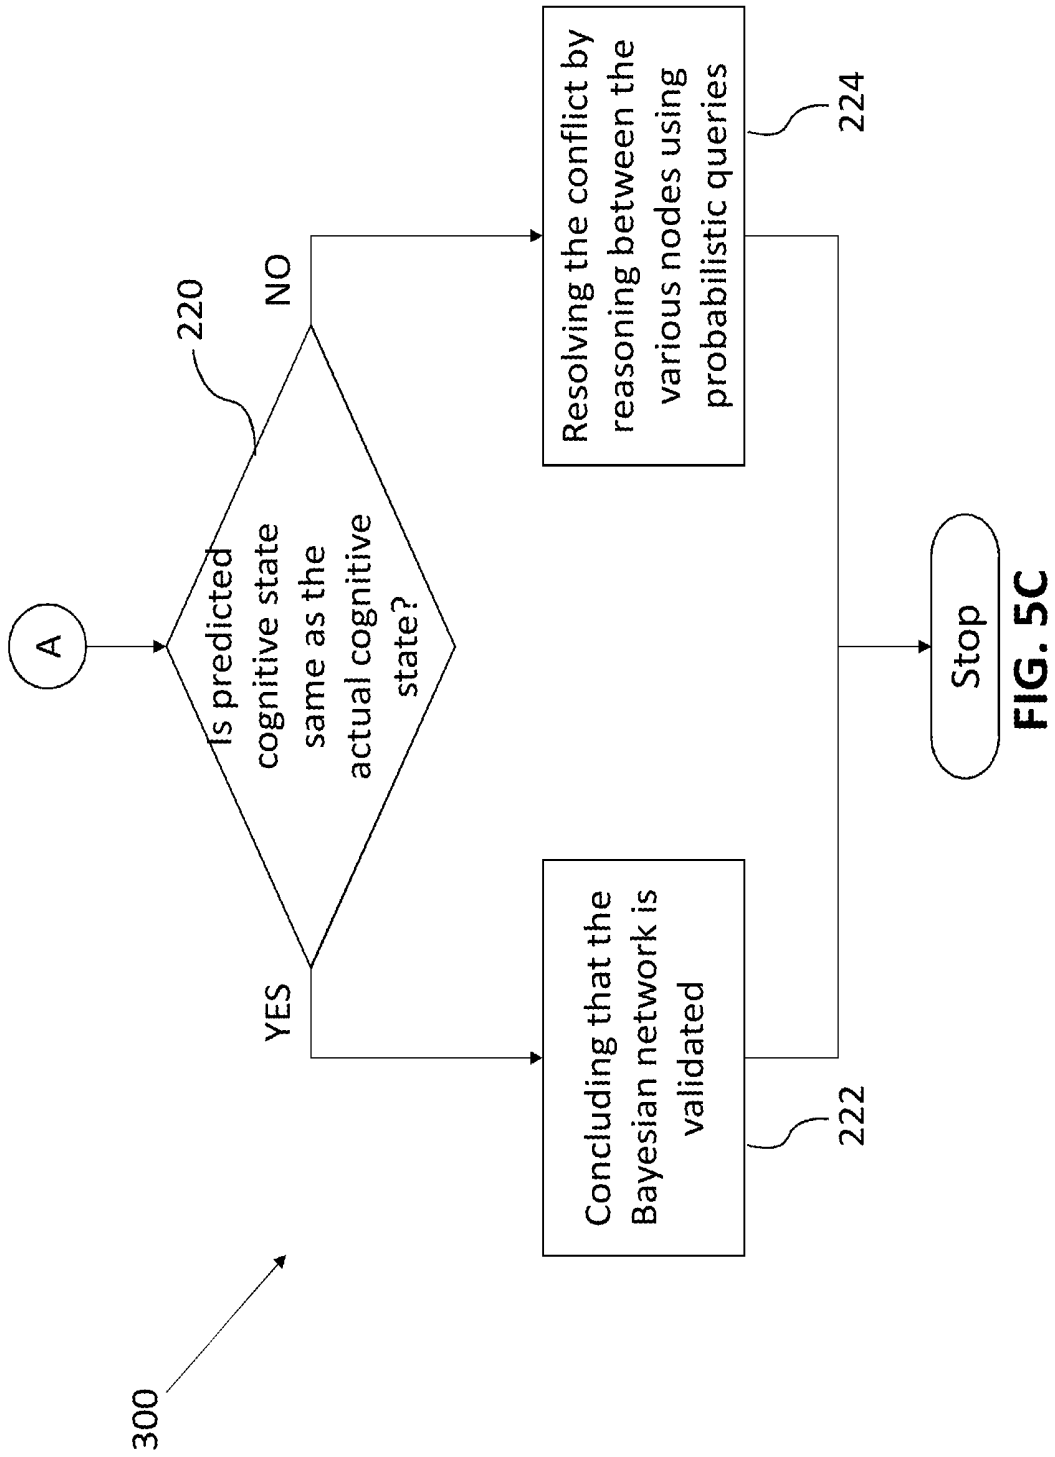 300
A
220
Is predicted
cognitive state
same as the
actual cognitive
state?
YES
NO
Concluding that the
Bayesian network is
validated
222
Resolving the conflict by
reasoning between the
various nodes using
probabilistic queries
224
Stop
FIG. 5C